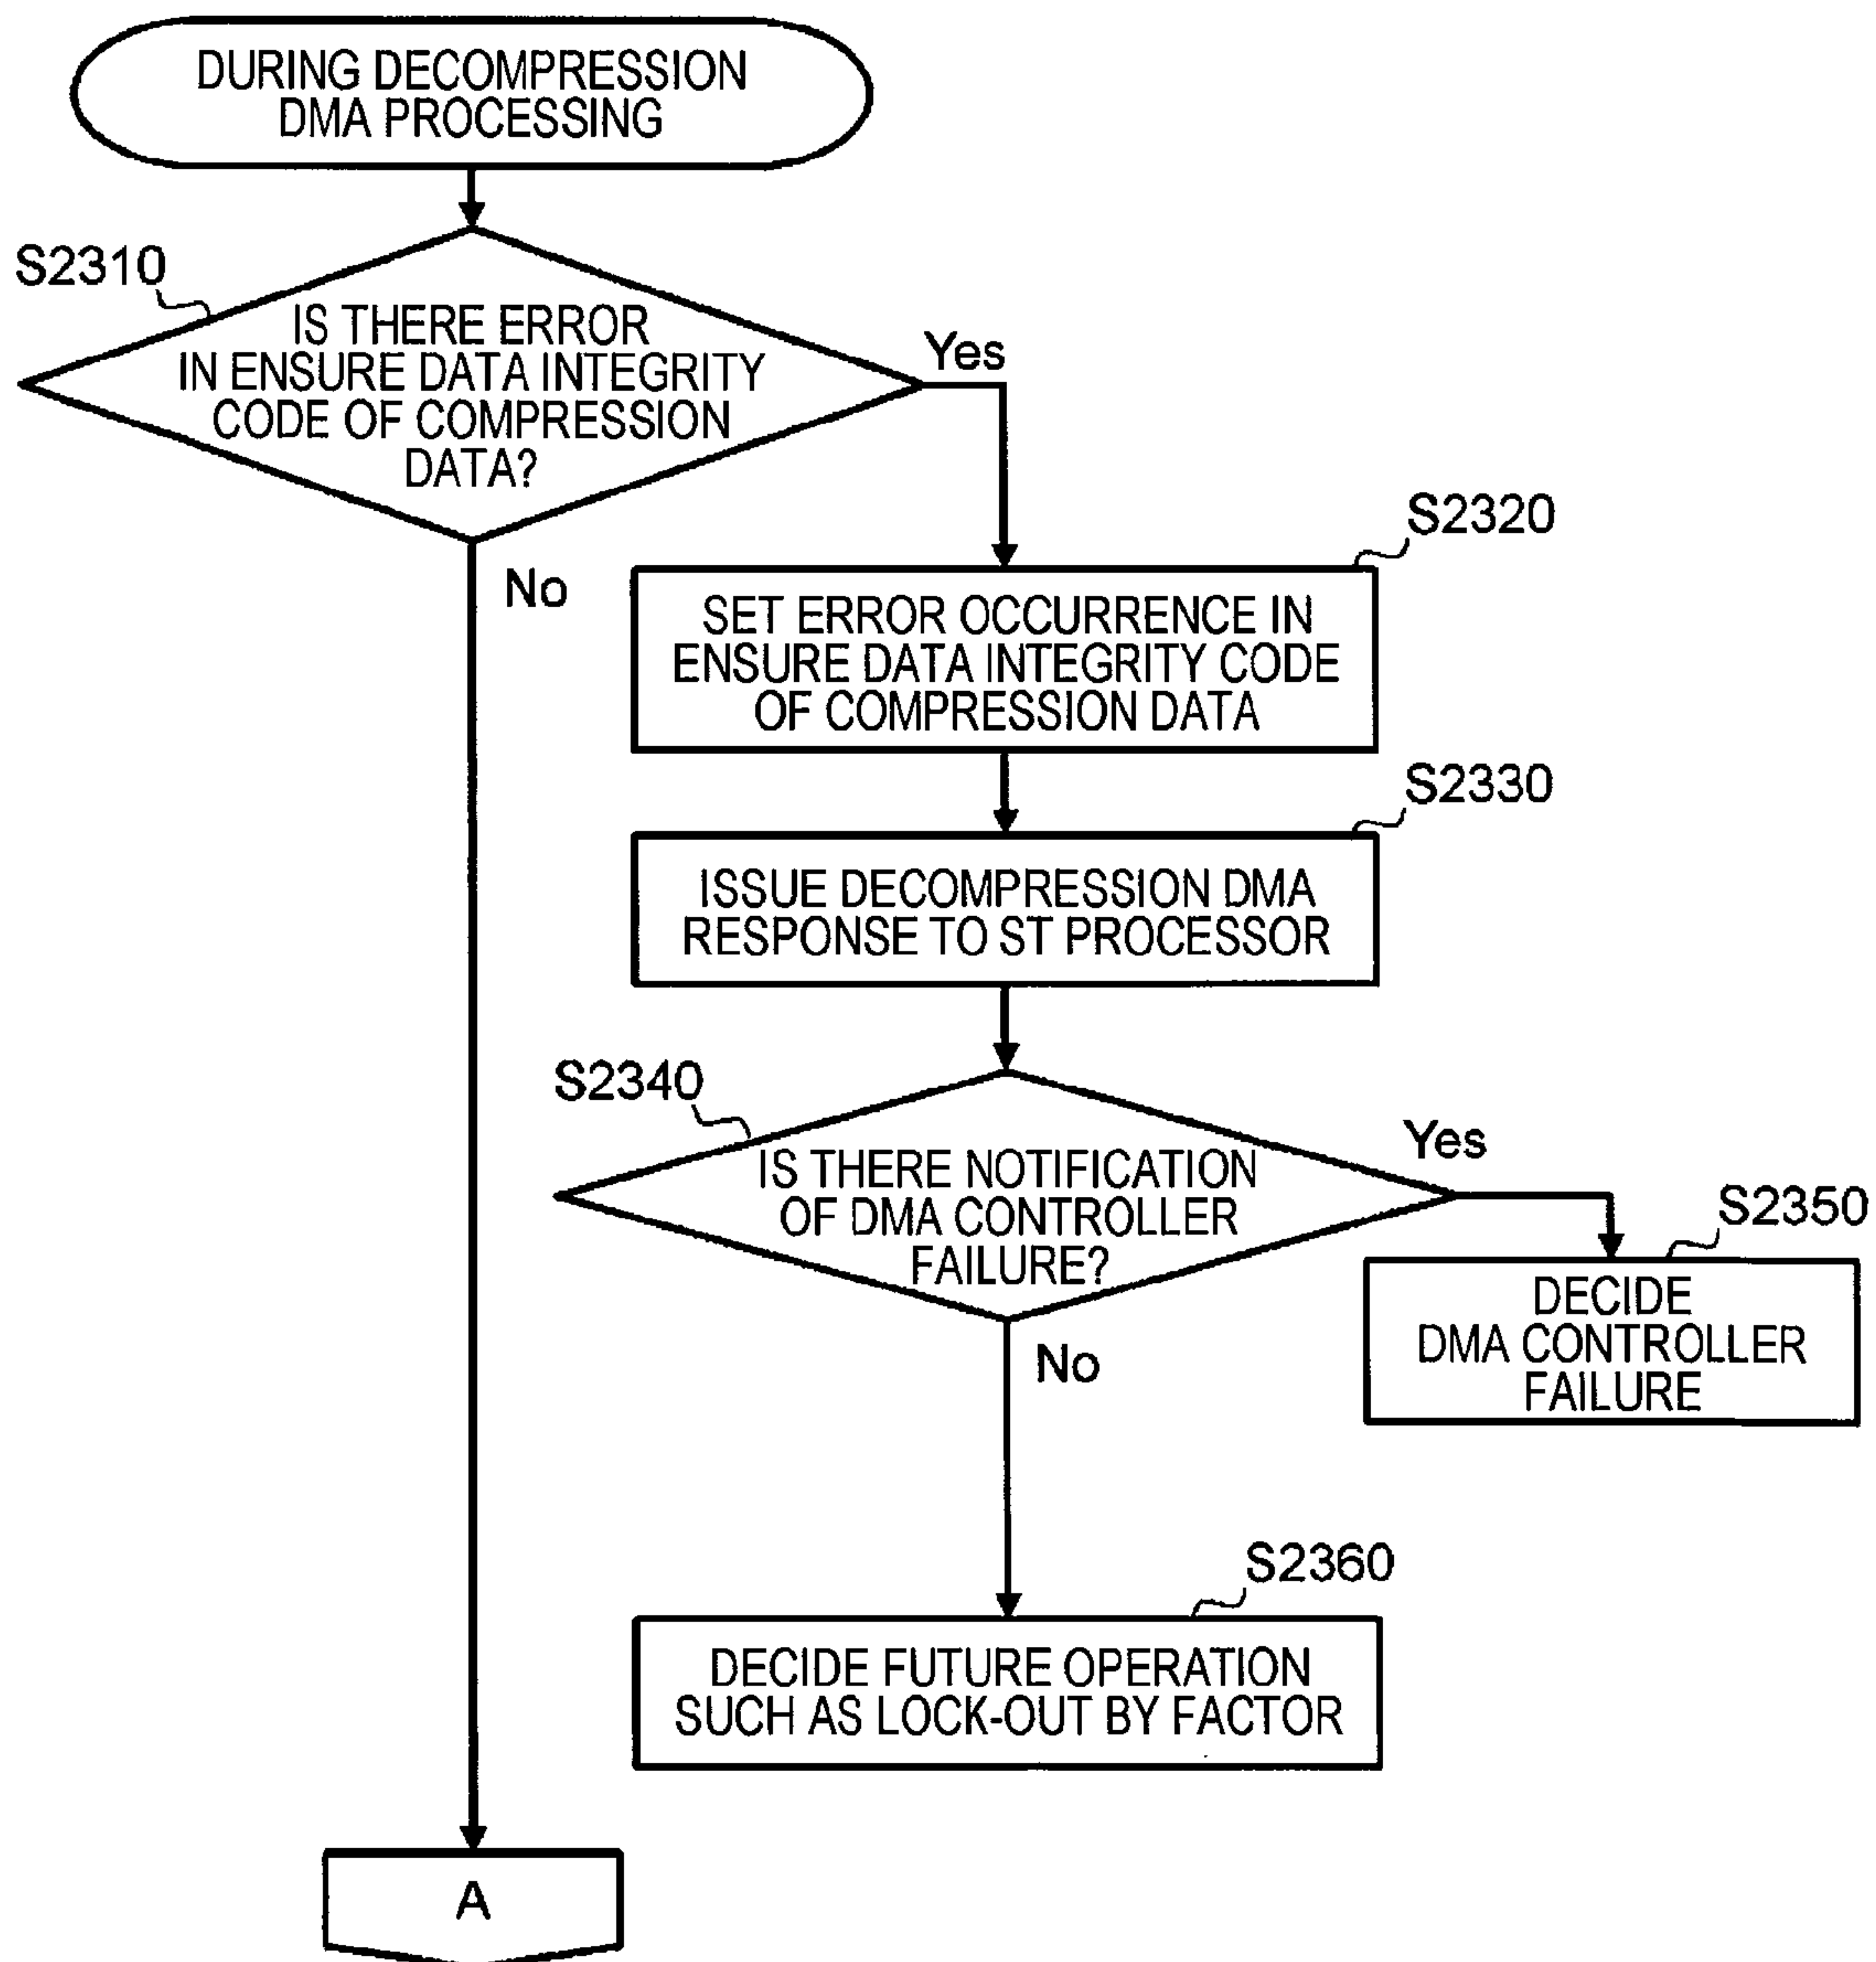 DURING DECOMPRESSION
DMA PROCESSING
S2310
IS THERE ERROR
IN ENSURE DATA INTEGRITY
CODE OF COMPRESSION
DATA?
Yes
No
S2320
SET ERROR OCCURRENCE IN
ENSURE DATA INTEGRITY CODE
OF COMPRESSION DATA
S2330
ISSUE DECOMPRESSION DMA
RESPONSE TO ST PROCESSOR
S2340
IS THERE NOTIFICATION
OF DMA CONTROLLER
FAILURE?
Yes
S2350
DECIDE
DMA CONTROLLER
FAILURE
No
S2360
DECIDE FUTURE OPERATION
SUCH AS LOCK-OUT BY FACTOR
A